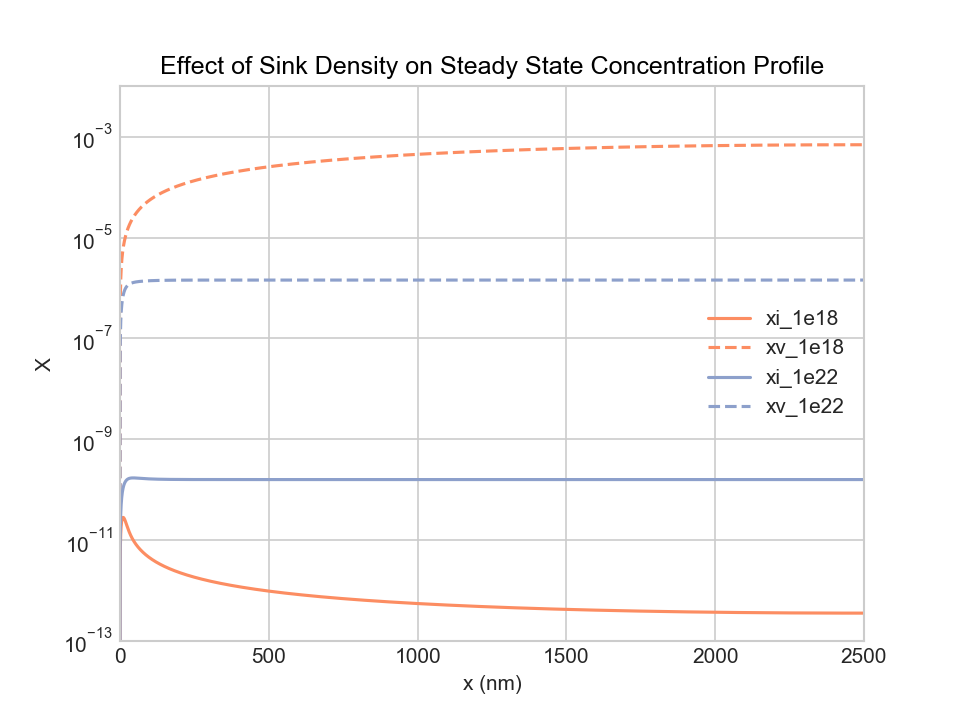 Effect of Sink Density on Steady State Concentration Profile
X
10⁻³
10⁻⁵
10⁻⁷
10⁻⁹
10⁻¹¹
10⁻¹³
xi_1e18
xv_1e18
xi_1e22
xv_1e22
0 500 1000 1500 2000 2500
x (nm)